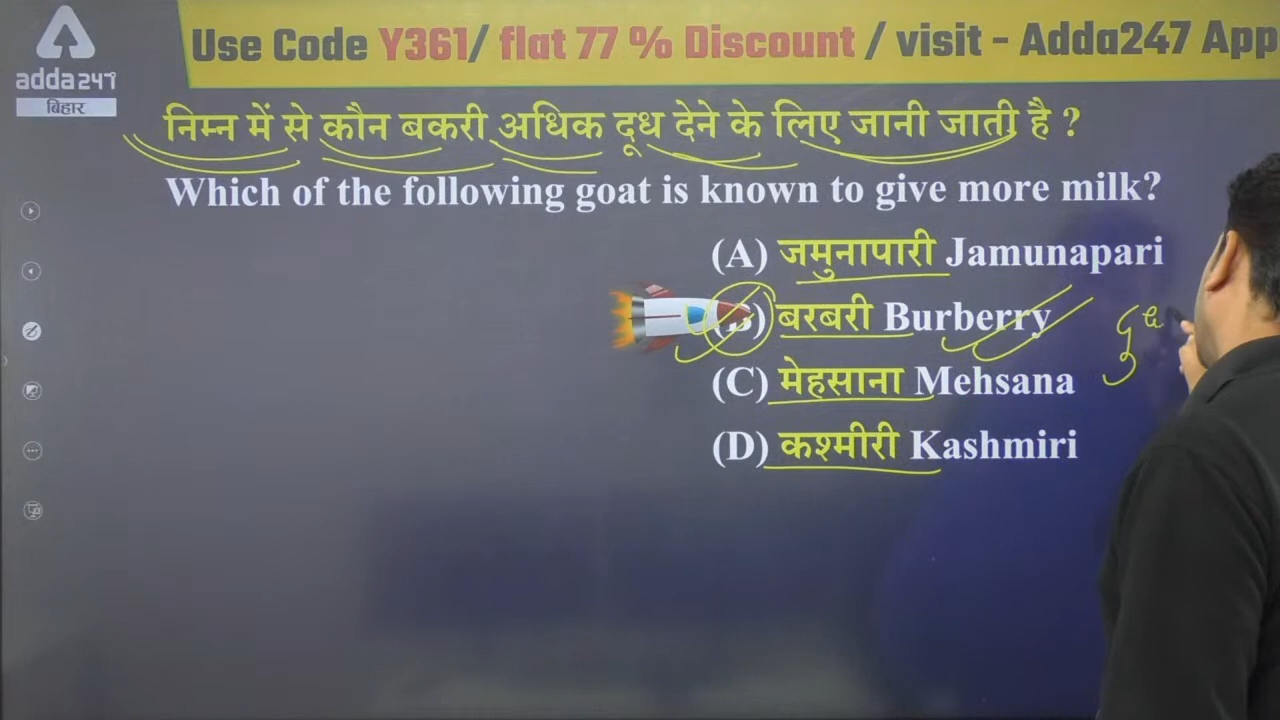 Use Code Y361/ flat 77 % Discount / visit - Adda247 App
adda247
बिहार
निम्न में से कौन बकरी अधिक दूध देने के लिए जानी जाती है ?
Which of the following goat is known to give more milk?
(A) जमुनापारी Jamunapari
(B) बरबरी Burberry
(C) मेहसाना Mehsana
(D) कश्मीरी Kashmiri